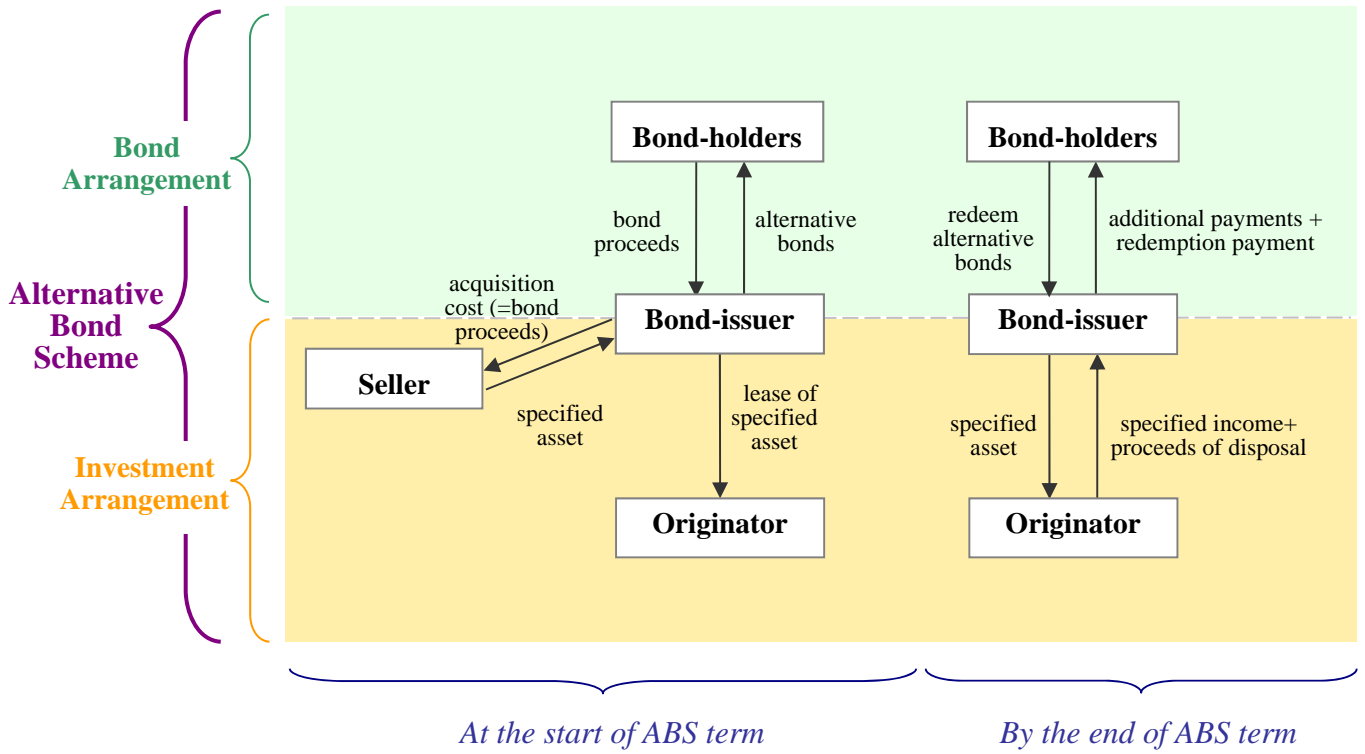 Alternative
Bond
Scheme
Bond
Arrangement
Investment
Arrangement
Bond-holders
bond
proceeds
alternative
bonds
acquisition
cost (=bond
proceeds)
Bond-issuer
Seller
specified
asset
lease of
specified
asset
Originator
Bond-holders
redeem
alternative
bonds
additional payments +
redemption payment
Bond-issuer
specified
asset
specified income+
proceeds of disposal
Originator
At the start of ABS term
By the end of ABS term